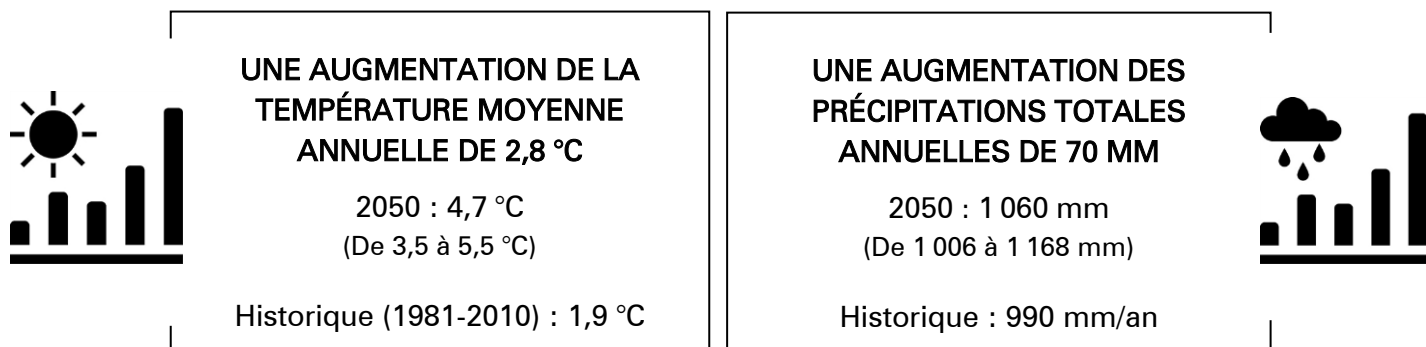 UNE AUGMENTATION DE LA
TEMPÉRATURE MOYENNE
ANNUELLE DE 2,8 °C
2050 : 4,7 °C
(De 3,5 à 5,5 °C)
Historique (1981-2010) : 1,9 °C
UNE AUGMENTATION DES
PRÉCIPITATIONS TOTALES
ANNUELLES DE 70 MM
2050 : 1 060 mm
(De 1 006 à 1 168 mm)
Historique : 990 mm/an